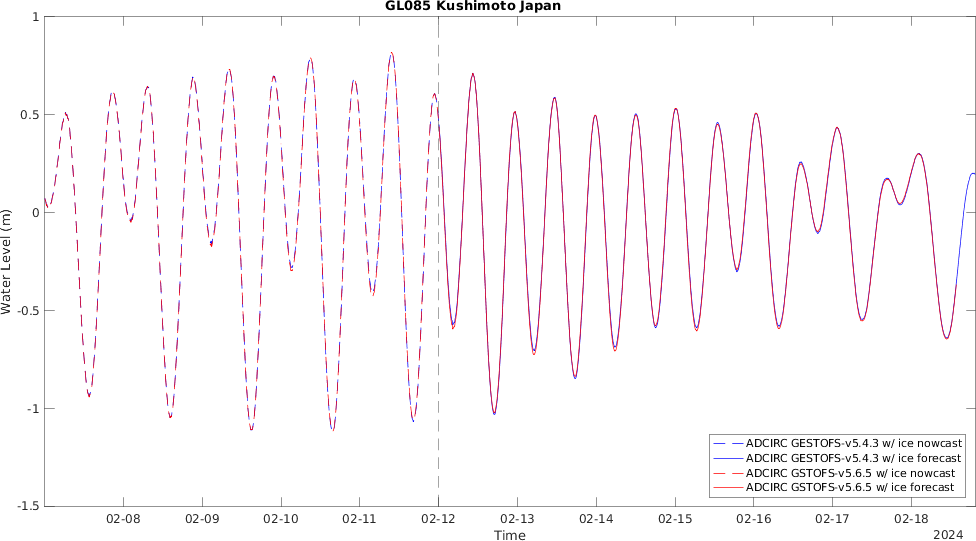 GL085 Kushimoto Japan
1
0.5
0
-0.5
-1
-1.5
Water Level (m)
02-08 02-09 02-10 02-11 02-12 02-13 02-14 02-15 02-16 02-17 02-18
Time
2024
ADCIRC GESTOFS-v5.4.3 w/ ice nowcast
ADCIRC GESTOFS-v5.4.3 w/ ice forecast
ADCIRC GSTOFS-v5.6.5 w/ ice nowcast
ADCIRC GSTOFS-v5.6.5 w/ ice forecast